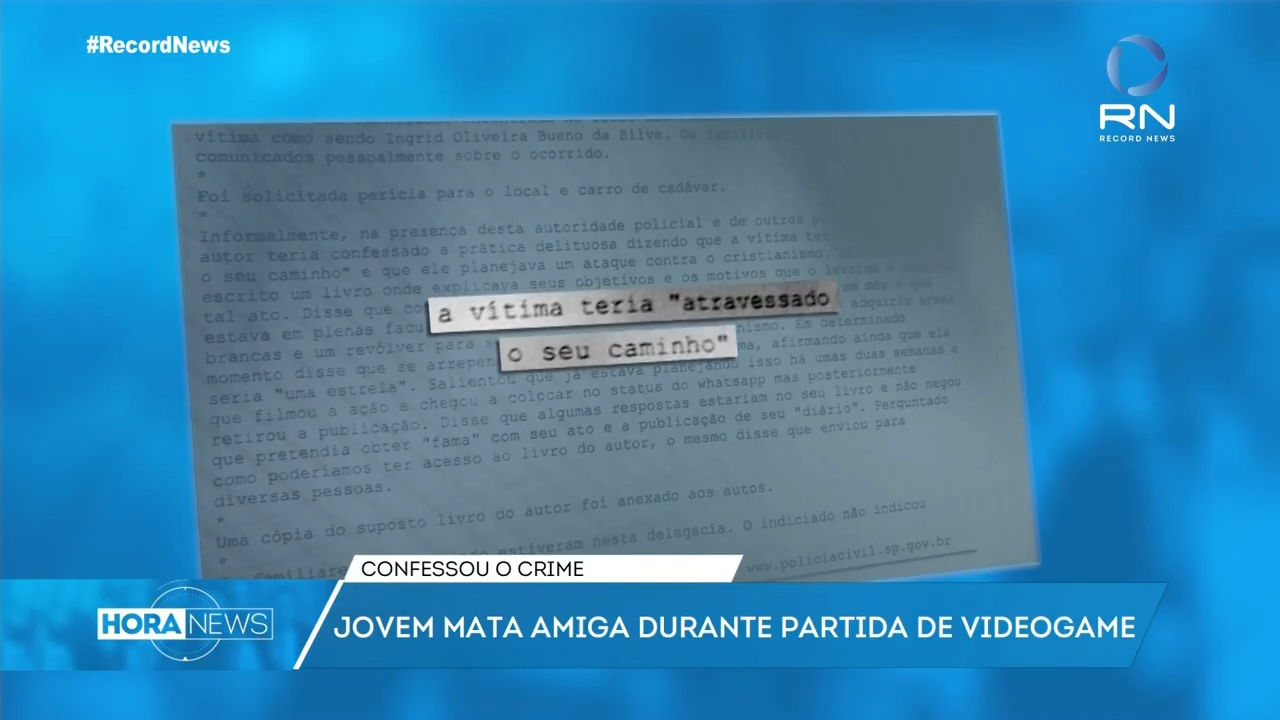 #RecordNews
RN
RECORD NEWS
vítima como sendo Ingrid Oliveira Bueno da Silva. Os
comunicados pessoalmente sobre o ocorrido.
*
Foi solicitada perícia para o local e carro de cadáver.
*
Informalmente, na presença desta autoridade policial e de outros
autor teria confessado a prática delituosa dizendo que a vítima
o seu caminho" e que ele planejava um ataque contra o cristianismo.
escrito um livro onde explicava seus objetivos e os motivos que o levaram a
tal ato. Disse que
a vítima teria "atravessado
estava em plenas adquiriu
o seu caminho"
brancas e um revólver para Em determinado
momento disse que se afirmando ainda que ela
seria "uma estrela". Salientou que já estava planejando isso há umas duas semanas e
que filmou a ação e chegou a colocar no status do whatsapp mas posteriormente
retirou a publicação. Disse que algumas respostas estariam no seu livro e não negou
que pretendia obter "fama" com seu ato e a publicação de seu "diário". Perguntado
como poderíamos ter acesso ao livro do autor, o mesmo disse que enviou para
diversas pessoas.
*
Uma cópia do suposto livro do autor foi anexado aos autos.
*
estiveram nesta delegacia. O indiciado não indicou
www.policiacivil.sp.gov.br
CONFESSOU O CRIME
HORA NEWS
JOVEM MATA AMIGA DURANTE PARTIDA DE VIDEOGAME